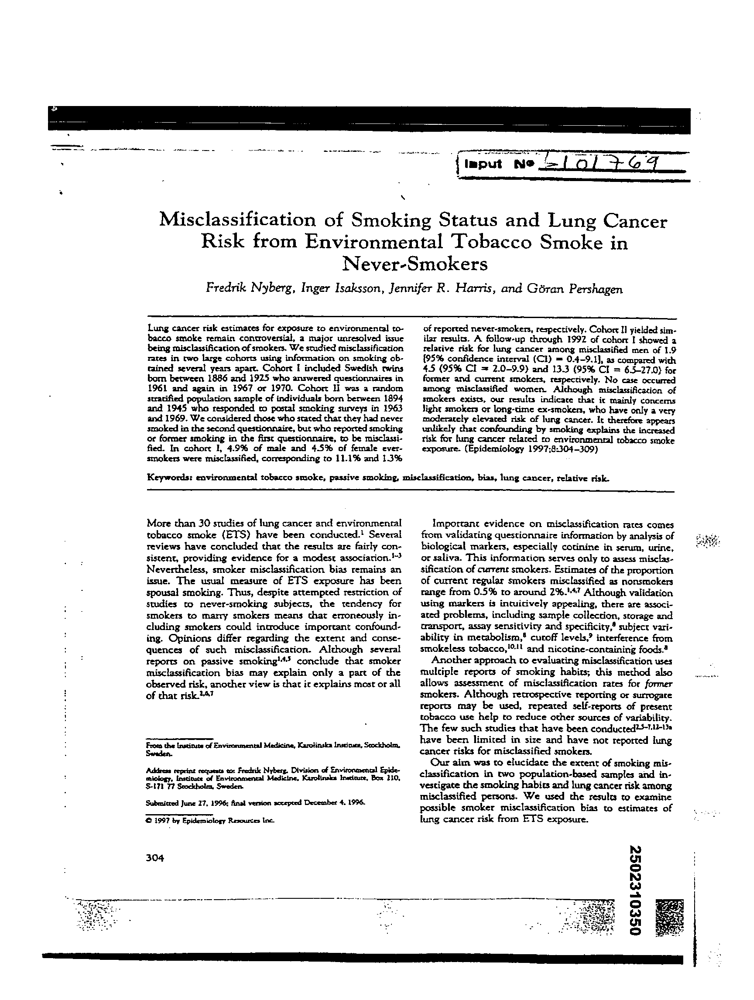 Input No L101769
Misclassification of Smoking Status and Lung Cancer
Risk from Environmental Tobacco Smoke in
Never-Smokers
Fredrik Nyberg, Inger Isaksson, Jennifer R. Harris, and Göran Pershagen
Lung cancer risk estimates for exposure to environmental to-
bacco smoke remain controversial, a major unresolved issue
being misclassification of smokers. We studied misclassification
rates in two large cohorts using information on smoking ob-
tained several years apart. Cohort I included Swedish twins
born between 1886 and 1925 who answered questionnaires in
1961 and again in 1967 or 1970. Cohort II was a random
stratified population sample of individuals born between 1894
and 1945 who responded to postal smoking surveys in 1963
and 1969. We considered those who stated that they had never
smoked in the second questionnaire, but who reported smoking
or former smoking in the first questionnaire, to be misclassi-
fied. In cohort I, 4.9% of male and 4.5% of female ever-
smokers were misclassified, corresponding to 11.1% and 1.3%
of reported never-smokers, respectively. Cohort II yielded sim-
ilar results. A follow-up through 1992 of cohort I showed a
relative risk for lung cancer among misclassified men of 1.9
[95% confidence interval (CI) = 0.4–9.1], as compared with
4.5 (95% CI = 2.0–9.9) and 13.3 (95% CI = 6.5–27.0) for
former and current smokers, respectively. No case occurred
among misclassified women. Although misclassification of
smokers exists, our results indicate that it mainly concerns
light smokers or long-time ex-smokers, who have only a very
moderately elevated risk of lung cancer. It therefore appears
unlikely that confounding by smoking explains the increased
risk for lung cancer related to environmental tobacco smoke
exposure. (Epidemiology 1997;8:304–309)
Keywords: environmental tobacco smoke, passive smoking, misclassification, bias, lung cancer, relative risk.
More than 30 studies of lung cancer and environmental
tobacco smoke (ETS) have been conducted.1 Several
reviews have concluded that the results are fairly con-
sistent, providing evidence for a modest association.1–3
Nevertheless, smoker misclassification bias remains an
issue. The usual measure of ETS exposure has been
spousal smoking. Thus, despite attempted restriction of
studies to never-smoking subjects, the tendency for
smokers to marry smokers means that erroneously in-
cluding smokers could introduce important confound-
ing. Opinions differ regarding the extent and conse-
quences of such misclassification. Although several
reports on passive smoking1,4,5 conclude that smoker
misclassification bias may explain only a part of the
observed risk, another view is that it explains most or all
of that risk.2,6,7
From the Institute of Environmental Medicine, Karolinska Institute, Stockholm,
Sweden.
Address reprint requests to: Fredrik Nyberg, Division of Environmental Epide-
miology, Institute of Environmental Medicine, Karolinska Institute, Box 210,
S-171 77 Stockholm, Sweden.
Submitted June 27, 1996; final version accepted December 4, 1996.
© 1997 by Epidemiology Resources Inc.
Important evidence on misclassification rates comes
from validating questionnaire information by analysis of
biological markers, especially cotinine in serum, urine,
or saliva. This information serves only to assess misclas-
sification of current smokers. Estimates of the proportion
of current regular smokers misclassified as nonsmokers
range from 0.5% to around 2%.1,4,7 Although validation
using markers is intuitively appealing, there are associ-
ated problems, including sample collection, storage and
transport, assay sensitivity and specificity,8 subject vari-
ability in metabolism,8 cutoff levels,9 interference from
smokeless tobacco,10,11 and nicotine-containing foods.8
Another approach to evaluating misclassification uses
multiple reports of smoking habits; this method also
allows assessment of misclassification rates for former
smokers. Although retrospective reporting or surrogate
reports may be used, repeated self-reports of present
tobacco use help to reduce other sources of variability.
The few such studies that have been conducted
have been limited in size and have not reported lung
cancer risks for misclassified smokers.
Our aim was to elucidate the extent of smoking mis-
classification in two population-based samples and in-
vestigate the smoking habits and lung cancer risk among
misclassified persons. We used the results to examine
possible smoker misclassification bias to estimates of
lung cancer risk from ETS exposure.
304
2502310350